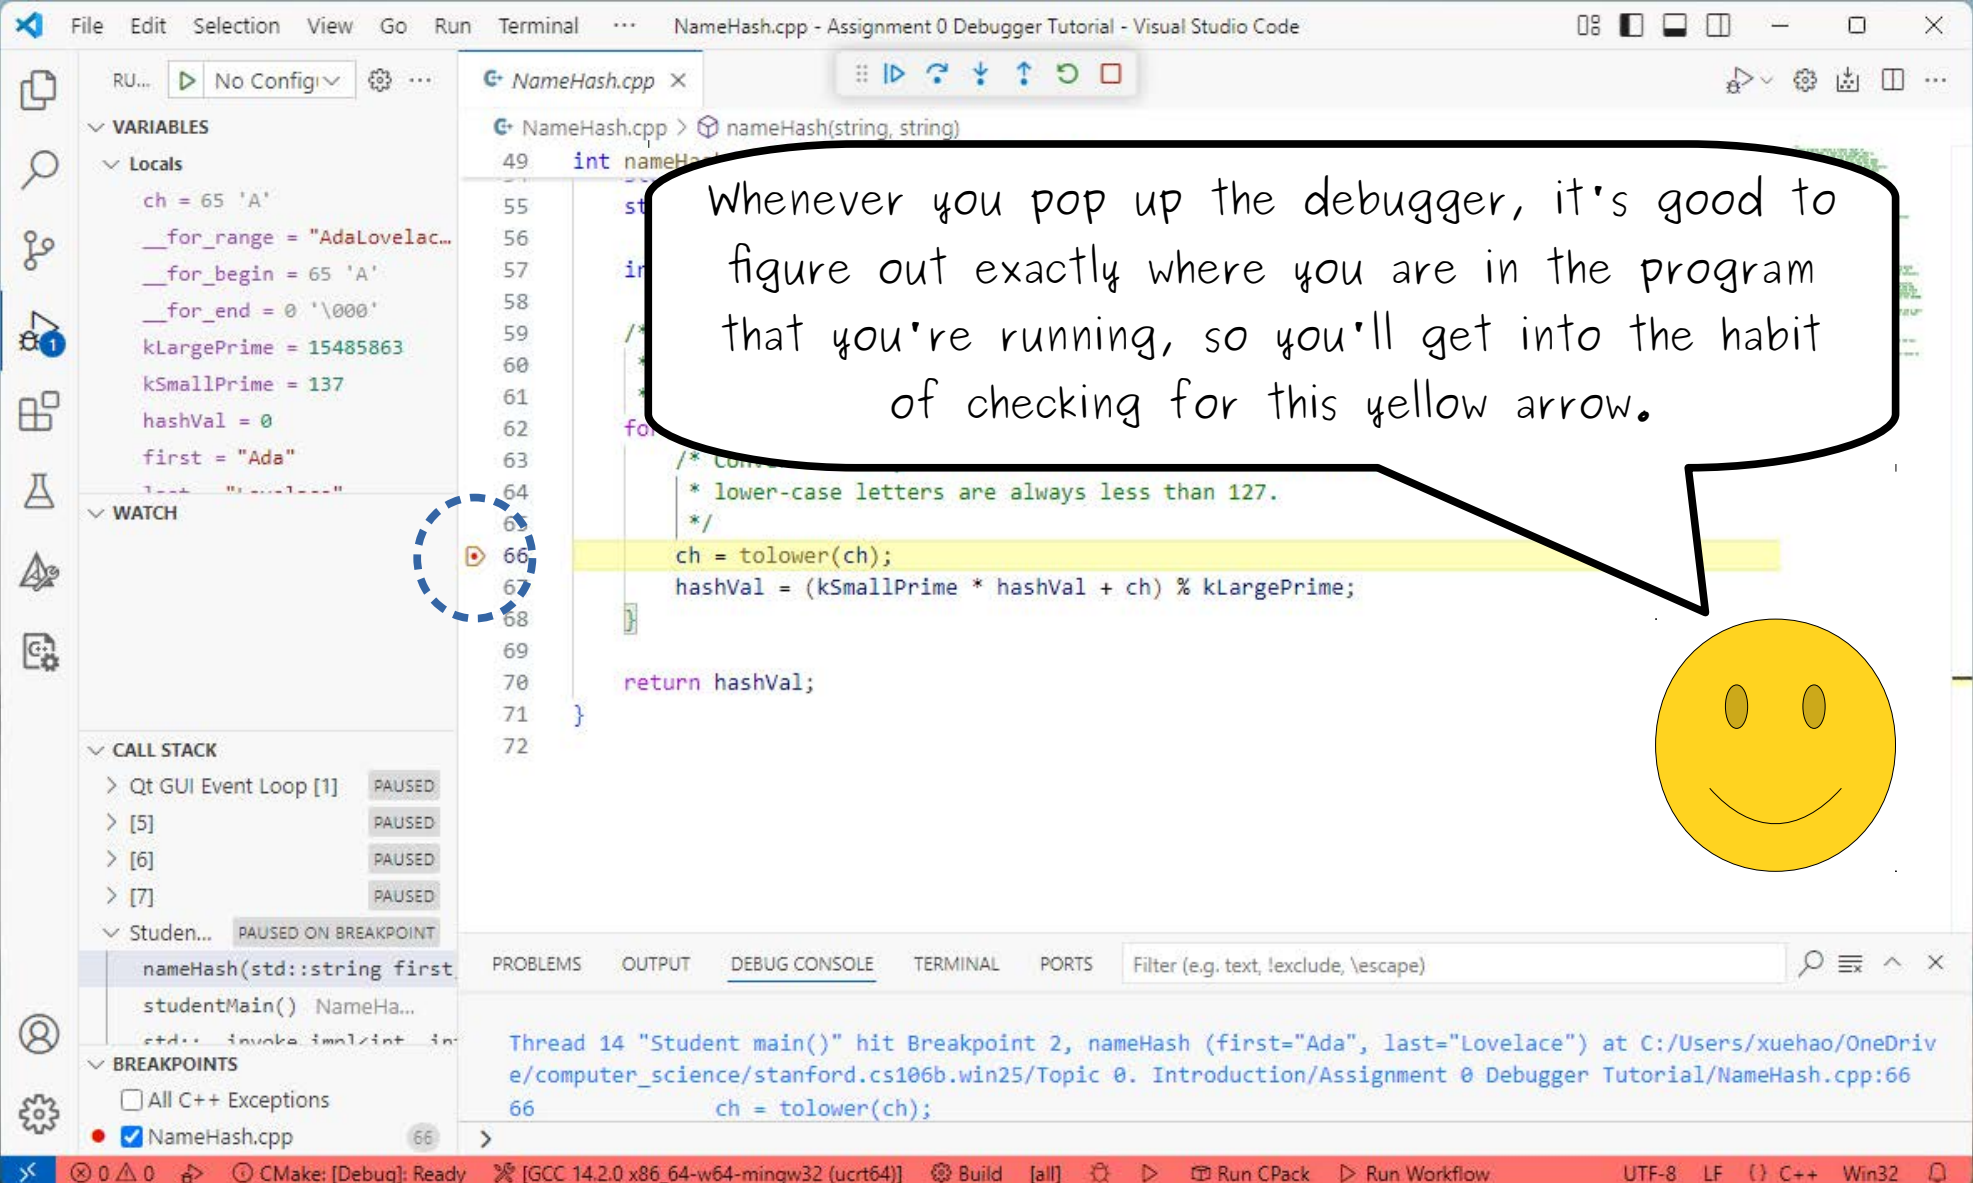 File Edit Selection View Go Run Terminal ··· NameHash.cpp - Assignment 0 Debugger Tutorial - Visual Studio Code
RU... No Config
NameHash.cpp
VARIABLES
Locals
ch = 65 'A'
__for_range = "AdaLovelac…
__for_begin = 65 'A'
__for_end = 0 '\000'
kLargePrime = 15485863
kSmallPrime = 137
hashVal = 0
first = "Ada"
last = "Lovelace"
WATCH
CALL STACK
Qt GUI Event Loop [1] PAUSED
[5] PAUSED
[6] PAUSED
[7] PAUSED
Studen... PAUSED ON BREAKPOINT
nameHash(std::string first,
studentMain() NameHa...
BREAKPOINTS
All C++ Exceptions
NameHash.cpp 66
1
NameHash.cpp > nameHash(string, string)
49 int nameHa
55 st
56
57 in
58
59 /*
60 *
61 *
62 for
63 /*
64 * lower-case letters are always less than 127.
65 */
66 ch = tolower(ch);
67 hashVal = (kSmallPrime * hashVal + ch) % kLargePrime;
68 }
69
70 return hashVal;
71 }
72
Whenever you pop up the debugger, it's good to
figure out exactly where you are in the program
that you're running, so you'll get into the habit
of checking for this yellow arrow.
PROBLEMS OUTPUT DEBUG CONSOLE TERMINAL PORTS Filter (e.g. text, !exclude, \escape)
Thread 14 "Student main()" hit Breakpoint 2, nameHash (first="Ada", last="Lovelace") at C:/Users/xuehao/OneDriv
e/computer_science/stanford.cs106b.win25/Topic 0. Introduction/Assignment 0 Debugger Tutorial/NameHash.cpp:66
66 ch = tolower(ch);
>
0 0 CMake: [Debug]: Ready [GCC 14.2.0 x86_64-w64-mingw32 (ucrt64)] Build [all] Run CPack Run Workflow UTF-8 LF {} C++ Win32